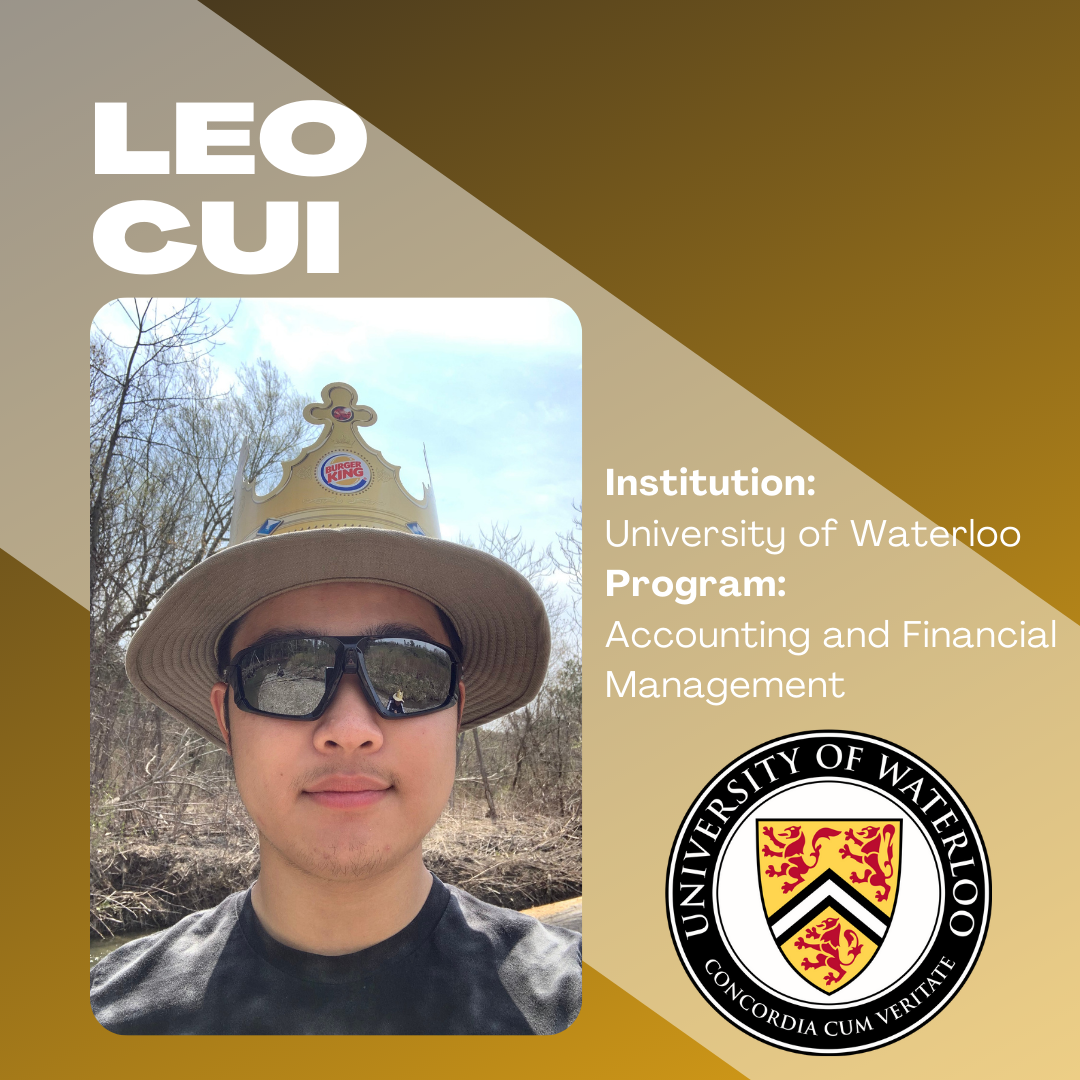 LEO
CUI
BURGER
KING
Institution:
University of Waterloo
Program:
Accounting and Financial
Management
UNIVERSITY OF WATERLOO
CONCORDIA CUM VERITATE